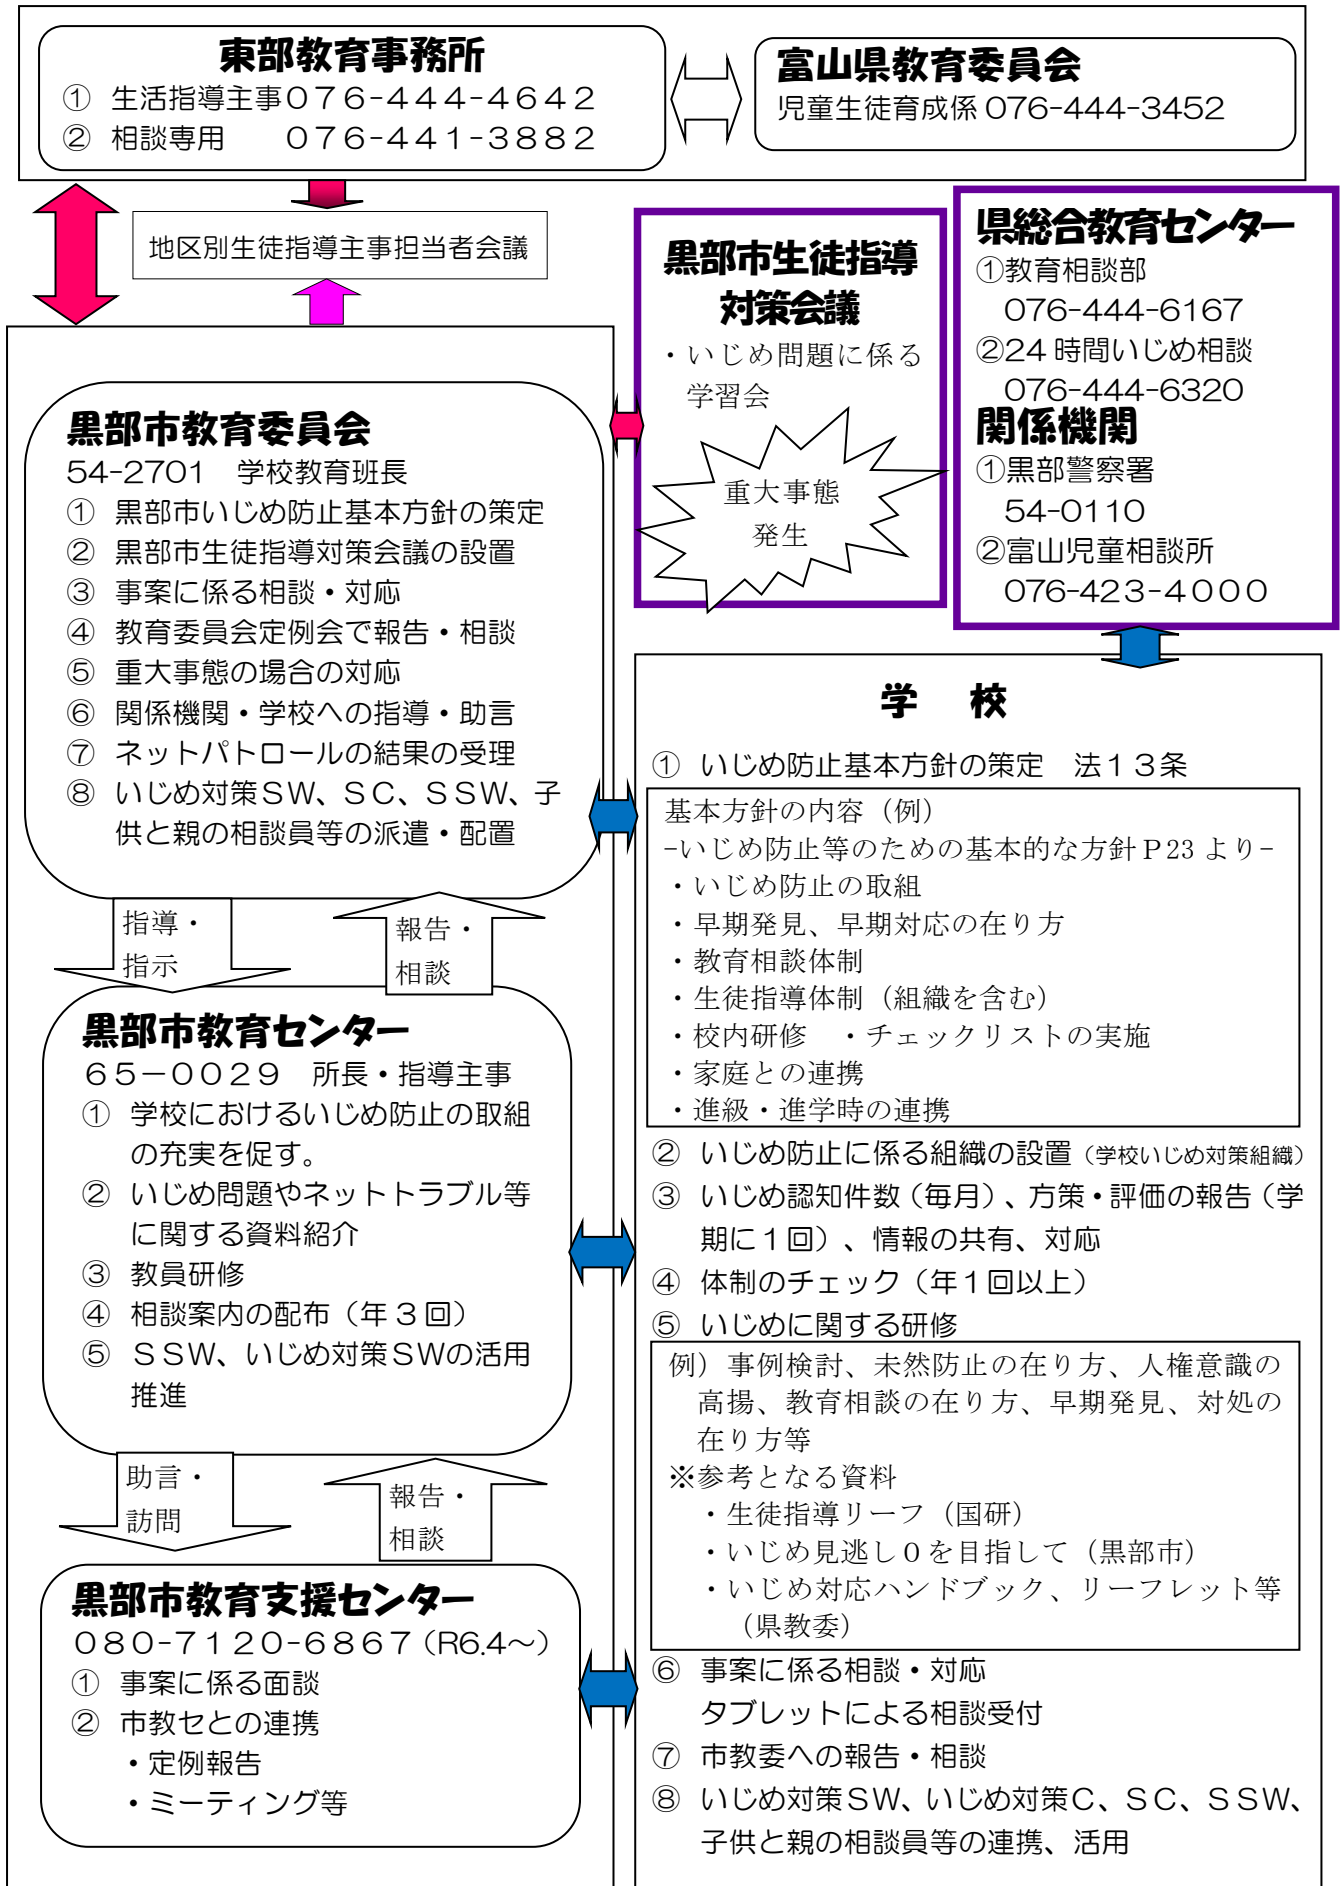 東部教育事務所
① 生活指導主事076-444-4642
② 相談専用　　076-441-3882
富山県教育委員会
児童生徒育成係 076-444-3452
地区別生徒指導主事担当者会議
黒部市生徒指導
対策会議
・いじめ問題に係る
学習会
重大事態
発生
県総合教育センター
①教育相談部
076-444-6167
②24時間いじめ相談
076-444-6320
関係機関
①黒部警察署
54-0110
②富山児童相談所
076-423-4000
黒部市教育委員会
54-2701　学校教育班長
① 黒部市いじめ防止基本方針の策定
② 黒部市生徒指導対策会議の設置
③ 事案に係る相談・対応
④ 教育委員会定例会で報告・相談
⑤ 重大事態の場合の対応
⑥ 関係機関・学校への指導・助言
⑦ ネットパトロールの結果の受理
⑧ いじめ対策SW、SC、SSW、子
供と親の相談員等の派遣・配置
指導・
指示
報告・
相談
黒部市教育センター
65-0029　所長・指導主事
① 学校におけるいじめ防止の取組
の充実を促す。
② いじめ問題やネットトラブル等
に関する資料紹介
③ 教員研修
④ 相談案内の配布（年３回）
⑤ SSW、いじめ対策SWの活用
推進
助言・
訪問
報告・
相談
黒部市教育支援センター
080-7120-6867（R6.4～）
① 事案に係る面談
② 市教セとの連携
・定例報告
・ミーティング等
学　校
① いじめ防止基本方針の策定　法１３条
基本方針の内容（例）
-いじめ防止等のための基本的な方針 P23 より-
・いじめ防止の取組
・早期発見、早期対応の在り方
・教育相談体制
・生徒指導体制（組織を含む）
・校内研修　・チェックリストの実施
・家庭との連携
・進級・進学時の連携
② いじめ防止に係る組織の設置（学校いじめ対策組織）
③ いじめ認知件数（毎月）、方策・評価の報告（学
期に１回）、情報の共有、対応
④ 体制のチェック（年１回以上）
⑤ いじめに関する研修
例）事例検討、未然防止の在り方、人権意識の
高揚、教育相談の在り方、早期発見、対処の
在り方等
※参考となる資料
・生徒指導リーフ（国研）
・いじめ見逃し０を目指して（黒部市）
・いじめ対応ハンドブック、リーフレット等
（県教委）
⑥ 事案に係る相談・対応
タブレットによる相談受付
⑦ 市教委への報告・相談
⑧ いじめ対策SW、いじめ対策C、SC、SSW、
子供と親の相談員等の連携、活用